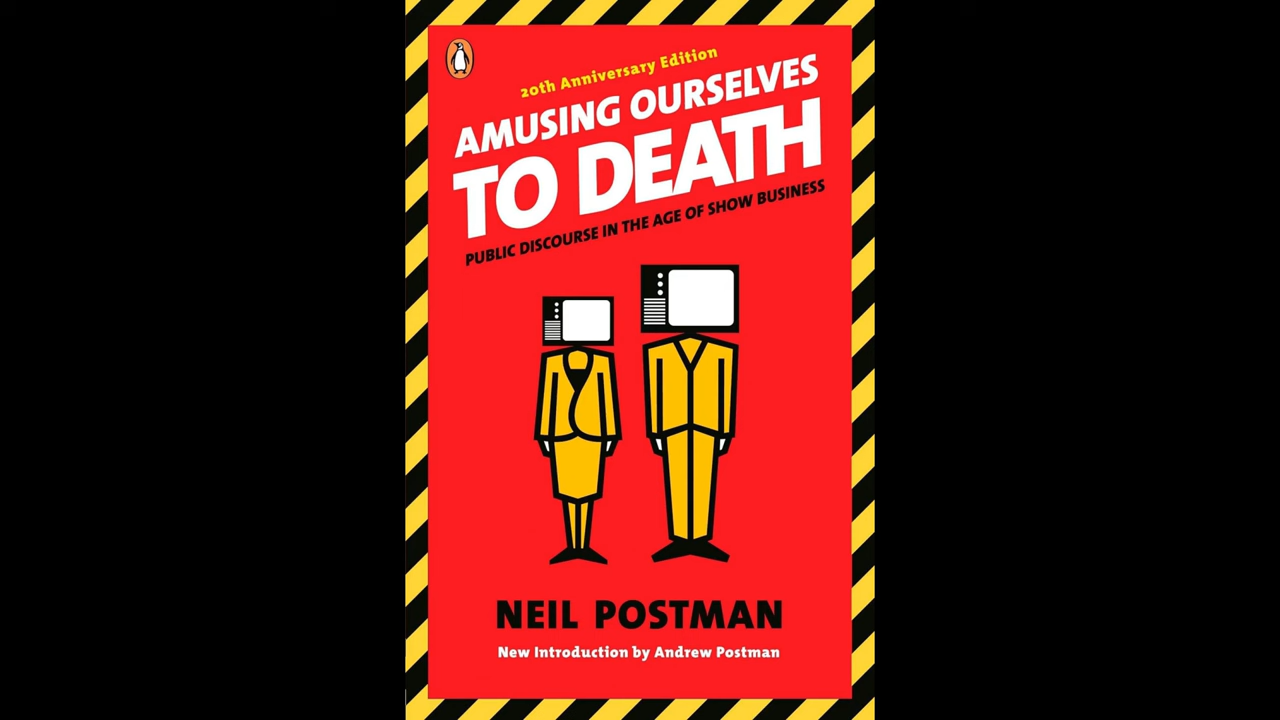 20th Anniversary Edition
AMUSING OURSELVES
TO DEATH
PUBLIC DISCOURSE IN THE AGE OF SHOW BUSINESS
NEIL POSTMAN
New Introduction by Andrew Postman